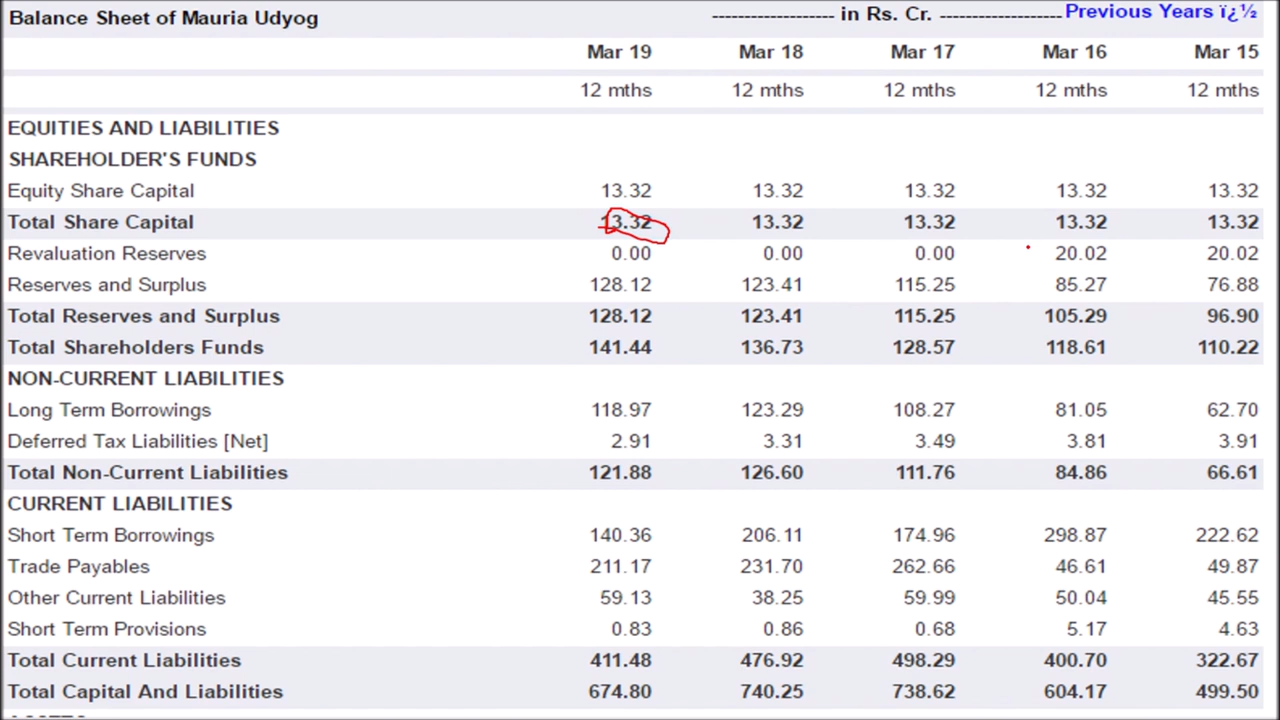 Balance Sheet of Mauria Udyog ------------------- in Rs. Cr. ------------------- Previous Years ï¿½
Mar 19 Mar 18 Mar 17 Mar 16 Mar 15
12 mths 12 mths 12 mths 12 mths 12 mths
EQUITIES AND LIABILITIES
SHAREHOLDER'S FUNDS
Equity Share Capital 13.32 13.32 13.32 13.32 13.32
Total Share Capital 13.32 13.32 13.32 13.32 13.32
Revaluation Reserves 0.00 0.00 0.00 20.02 20.02
Reserves and Surplus 128.12 123.41 115.25 85.27 76.88
Total Reserves and Surplus 128.12 123.41 115.25 105.29 96.90
Total Shareholders Funds 141.44 136.73 128.57 118.61 110.22
NON-CURRENT LIABILITIES
Long Term Borrowings 118.97 123.29 108.27 81.05 62.70
Deferred Tax Liabilities [Net] 2.91 3.31 3.49 3.81 3.91
Total Non-Current Liabilities 121.88 126.60 111.76 84.86 66.61
CURRENT LIABILITIES
Short Term Borrowings 140.36 206.11 174.96 298.87 222.62
Trade Payables 211.17 231.70 262.66 46.61 49.87
Other Current Liabilities 59.13 38.25 59.99 50.04 45.55
Short Term Provisions 0.83 0.86 0.68 5.17 4.63
Total Current Liabilities 411.48 476.92 498.29 400.70 322.67
Total Capital And Liabilities 674.80 740.25 738.62 604.17 499.50